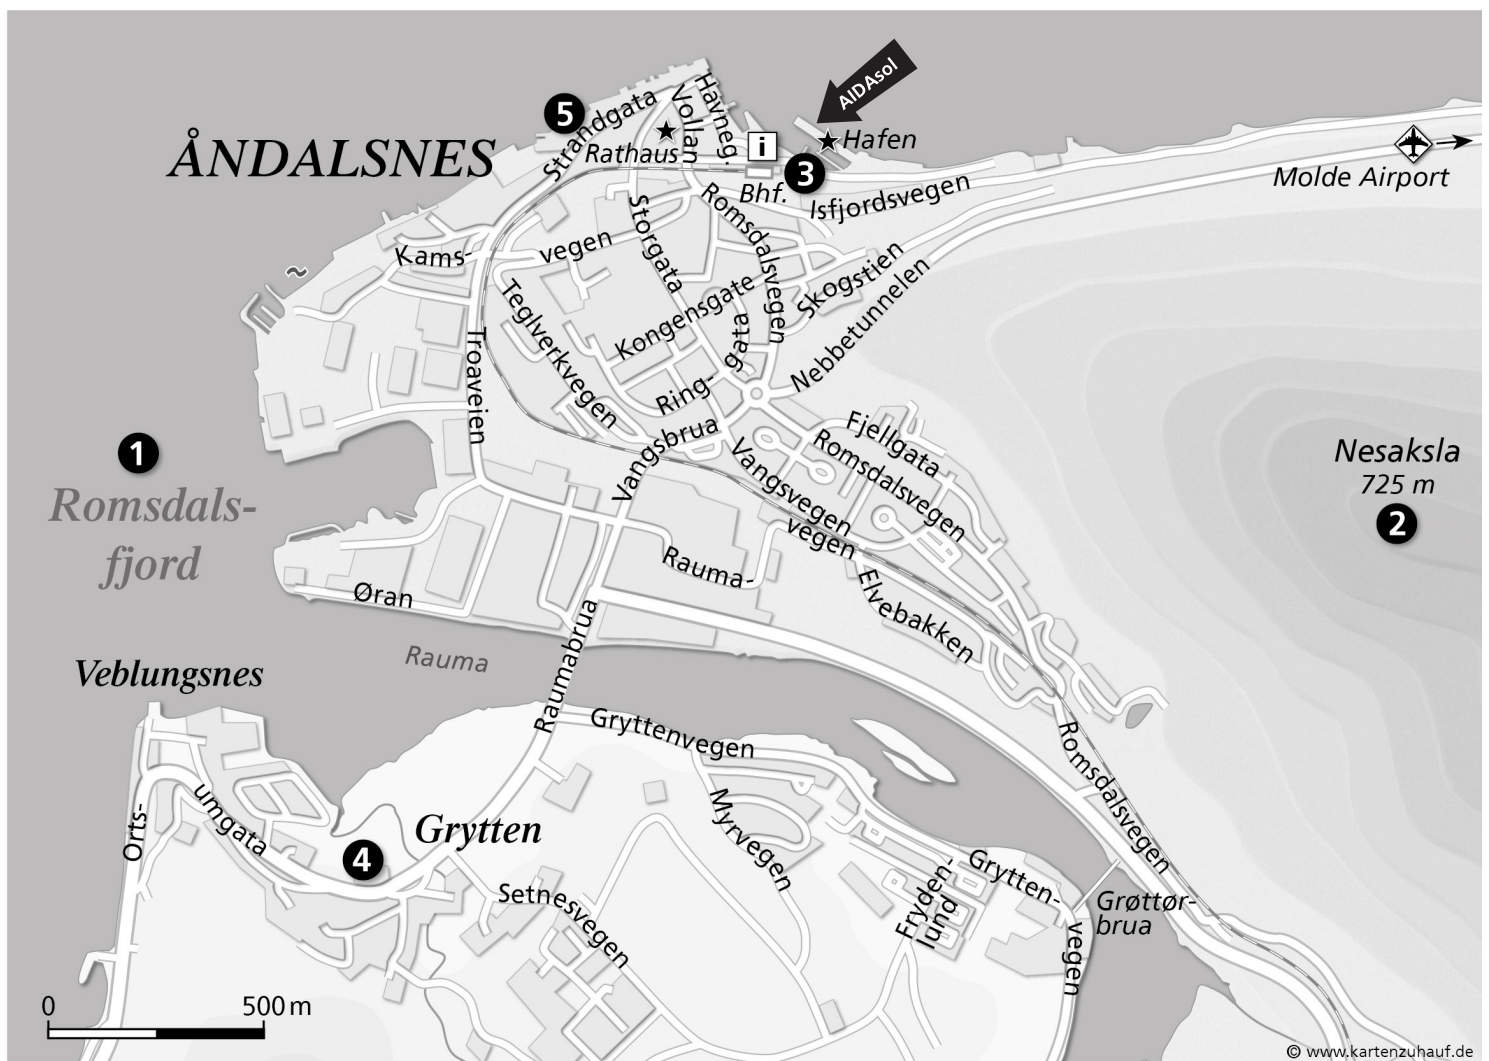 AIDAsol
5
Strandgata
Vollan
Havneg.
ÅNDALSNES
Rathaus
i
Hafen
3
Bhf.
Isfjordsvegen
Molde Airport
Kams-
vegen
Storgata
Romsdalsvegen
Skogstien
Nebbetunnelen
Teglverkvegen
Kongensgate
Troaveien
Ring-
gata
Vangsbrua
1
Romsdals-
fjord
Fjellgata
Romsdalsvegen
Vangsvegen
Nesaksla
725 m
2
Rauma-
vegen
Øran
Elvebakken
Rauma
Raumabrua
Veblungsnes
Gryttenvegen
Romsdalsvegen
Orts-
umgata
4
Grytten
Myrvegen
Setnesvegen
Fryden-
lund
Grytten-
vegen
Grøttør-
brua
0
500 m
© www.kartenzuhauf.de